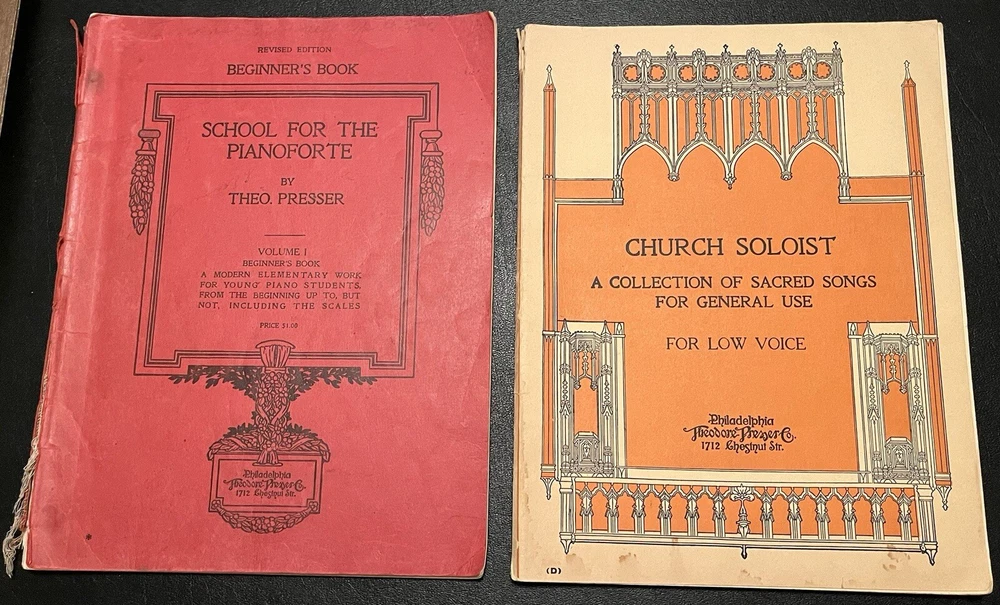 REVISED EDITION
BEGINNER'S BOOK
SCHOOL FOR THE
PIANOFORTE
BY
THEO. PRESSER
VOLUME I
BEGINNER'S BOOK
A MODERN ELEMENTARY WORK
FOR YOUNG PIANO STUDENTS,
FROM THE BEGINNING UP TO, BUT
NOT, INCLUDING THE SCALES
PRICE $1.00
Philadelphia
Theodore Presser Co.
1712 Chestnut Str.
*
CHURCH SOLOIST
A COLLECTION OF SACRED SONGS
FOR GENERAL USE
FOR LOW VOICE
Philadelphia
Theodore Presser Co.
1712 Chestnut Str.
(D)